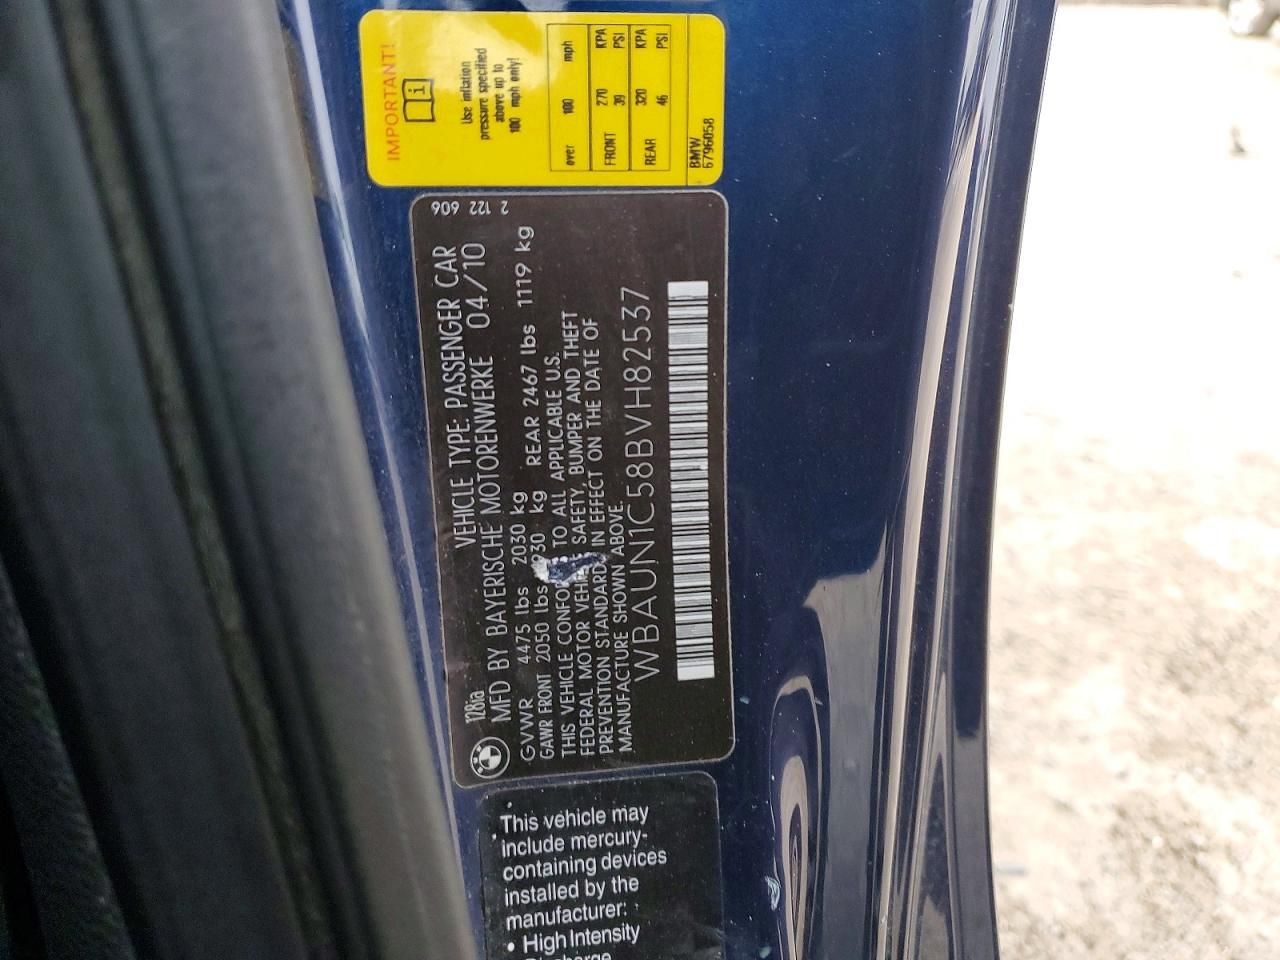 IMPORTANT!
i
Use inflation
pressure specified
above up to
100 mph only!
over 100 mph
FRONT 270 KPA
39 PSI
REAR 320 KPA
46 PSI
BMW
6796058
2 122 606
128ia VEHICLE TYPE: PASSENGER CAR
MFD BY BAYERISCHE MOTORENWERKE 04/10
GVWR 4475 lbs 2030 kg
GAWR FRONT 2050 lbs 930 kg REAR 2467 lbs 1119 kg
THIS VEHICLE TO ALL APPLICABLE U.S.
FEDERAL MOTOR SAFETY, BUMPER AND THEFT
PREVENTION STANDARDS IN EFFECT ON THE DATE OF
MANUFACTURE SHOWN ABOVE.
WBAUN1C58BVH82537
This vehicle may
include mercury-
containing devices
installed by the
manufacturer:
• High Intensity